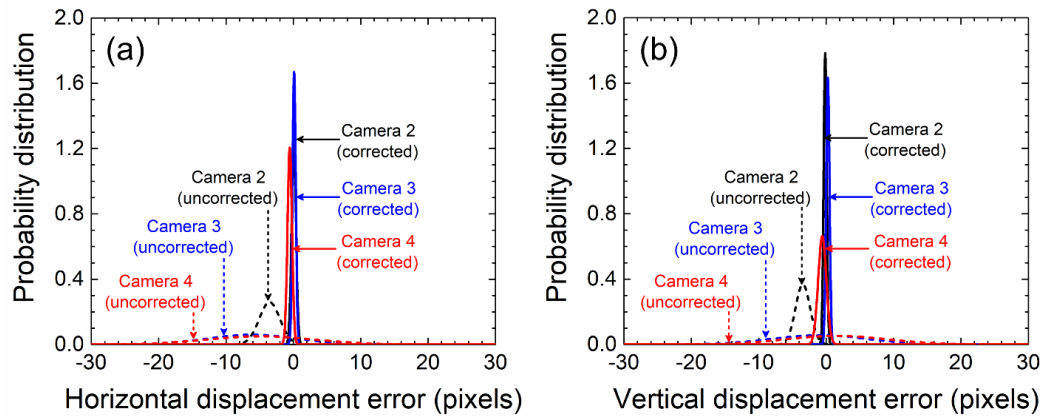 (a)
Probability distribution
2.0
1.6
1.2
0.8
0.4
0.0
Camera 2
(corrected)
Camera 2
(uncorrected)
Camera 3
(corrected)
Camera 3
(uncorrected)
Camera 4
(corrected)
Camera 4
(uncorrected)
-30 -20 -10 0 10 20 30
Horizontal displacement error (pixels)
(b)
Probability distribution
2.0
1.6
1.2
0.8
0.4
0.0
Camera 2
(corrected)
Camera 2
(uncorrected)
Camera 3
(corrected)
Camera 3
(uncorrected)
Camera 4
(corrected)
Camera 4
(uncorrected)
-30 -20 -10 0 10 20 30
Vertical displacement error (pixels)